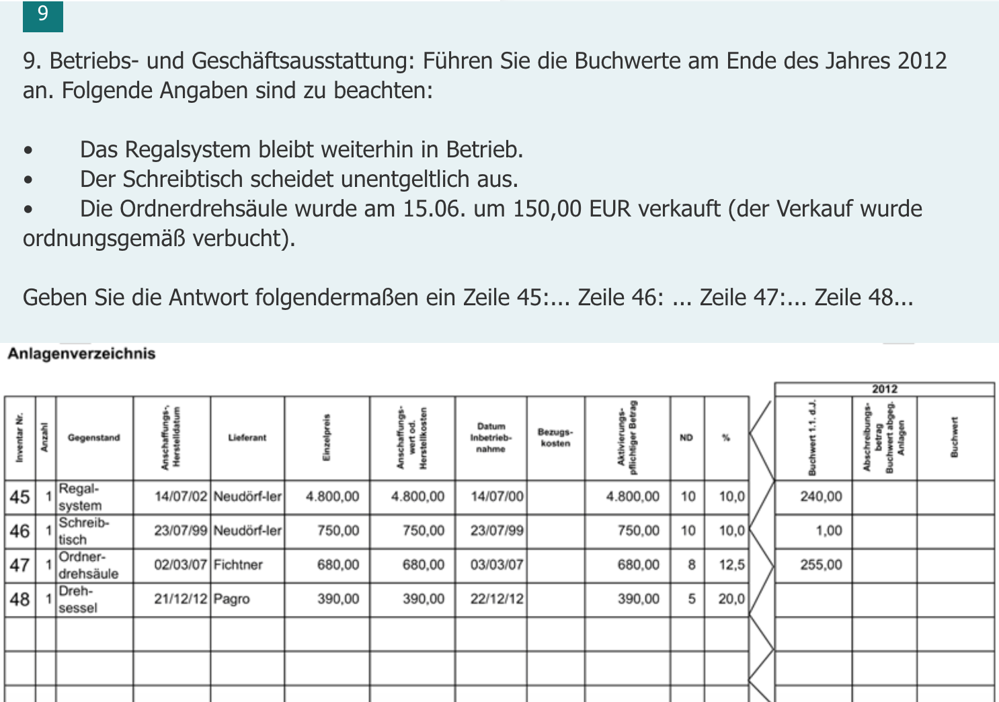 9
9. Betriebs- und Geschäftsausstattung: Führen Sie die Buchwerte am Ende des Jahres 2012
an. Folgende Angaben sind zu beachten:
• Das Regalsystem bleibt weiterhin in Betrieb.
• Der Schreibtisch scheidet unentgeltlich aus.
• Die Ordnerdrehsäule wurde am 15.06. um 150,00 EUR verkauft (der Verkauf wurde
ordnungsgemäß verbucht).
Geben Sie die Antwort folgendermaßen ein Zeile 45:... Zeile 46: ... Zeile 47:... Zeile 48...
Anlagenverzeichnis
2012
Inventar Nr.
Anzahl
Gegenstand
Anschaffungs-,
Herstelldatum
Lieferant
Einzelpreis
Anschaffungs-
wert od.
Herstellkosten
Datum
Inbetrieb-
nahme
Bezugs-
kosten
Aktivierungs-
pflichtiger Betrag
ND
%
Buchwert 1.1. d.J.
Abschreibungs-
betrag
Buchwert abgeg.
Anlagen
Buchwert
45 1 Regal-
system 14/07/02 Neudörf-ler 4.800,00 4.800,00 14/07/00 4.800,00 10 10,0 240,00
46 1 Schreib-
tisch 23/07/99 Neudörf-ler 750,00 750,00 23/07/99 750,00 10 10,0 1,00
47 1 Ordner-
drehsäule 02/03/07 Fichtner 680,00 680,00 03/03/07 680,00 8 12,5 255,00
48 1 Dreh-
sessel 21/12/12 Pagro 390,00 390,00 22/12/12 390,00 5 20,0